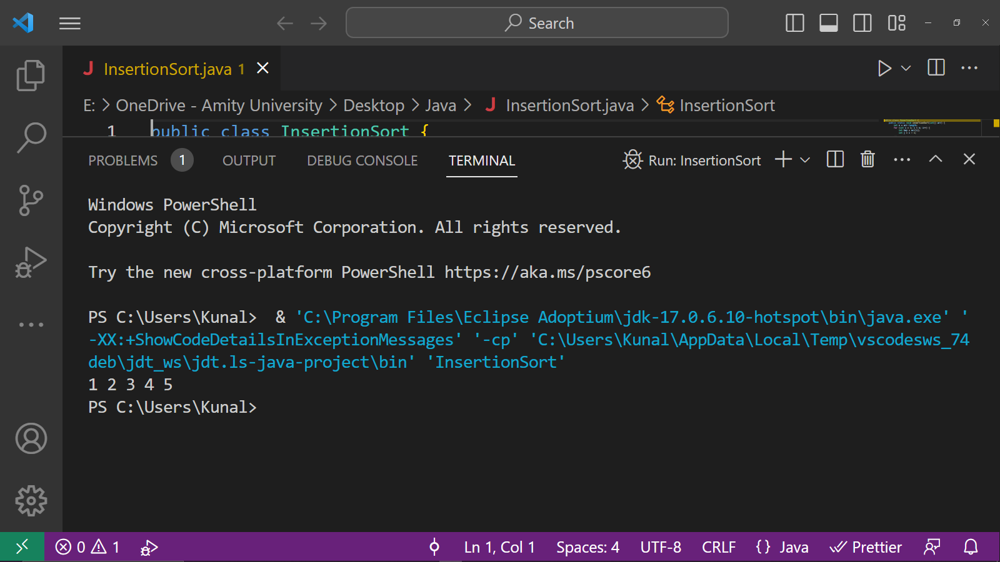 Search
InsertionSort.java 1
E: > OneDrive - Amity University > Desktop > Java > J InsertionSort.java > InsertionSort
1 public class InsertionSort {
PROBLEMS 1 OUTPUT DEBUG CONSOLE TERMINAL Run: InsertionSort
Windows PowerShell
Copyright (C) Microsoft Corporation. All rights reserved.
Try the new cross-platform PowerShell https://aka.ms/pscore6
PS C:\Users\Kunal>  & 'C:\Program Files\Eclipse Adoptium\jdk-17.0.6.10-hotspot\bin\java.exe' '
-XX:+ShowCodeDetailsInExceptionMessages' '-cp' 'C:\Users\Kunal\AppData\Local\Temp\vscodesws_74
deb\jdt_ws\jdt.ls-java-project\bin' 'InsertionSort'
1 2 3 4 5
PS C:\Users\Kunal>
0 1 Ln 1, Col 1 Spaces: 4 UTF-8 CRLF {} Java Prettier